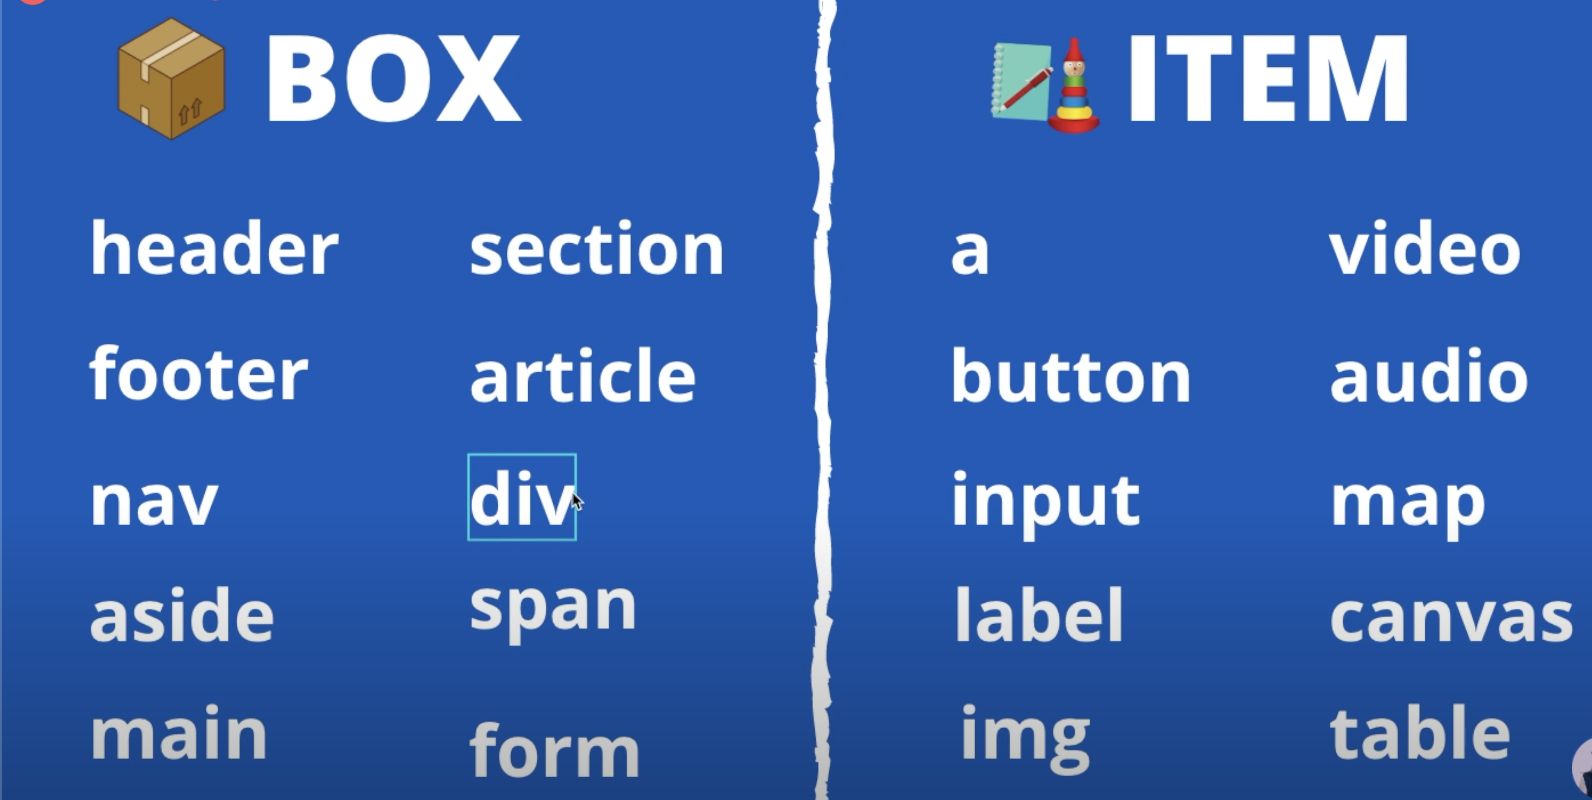 BOX
header
section
footer
article
nav
div
aside
span
main
form
ITEM
a
video
button
audio
input
map
label
canvas
img
table